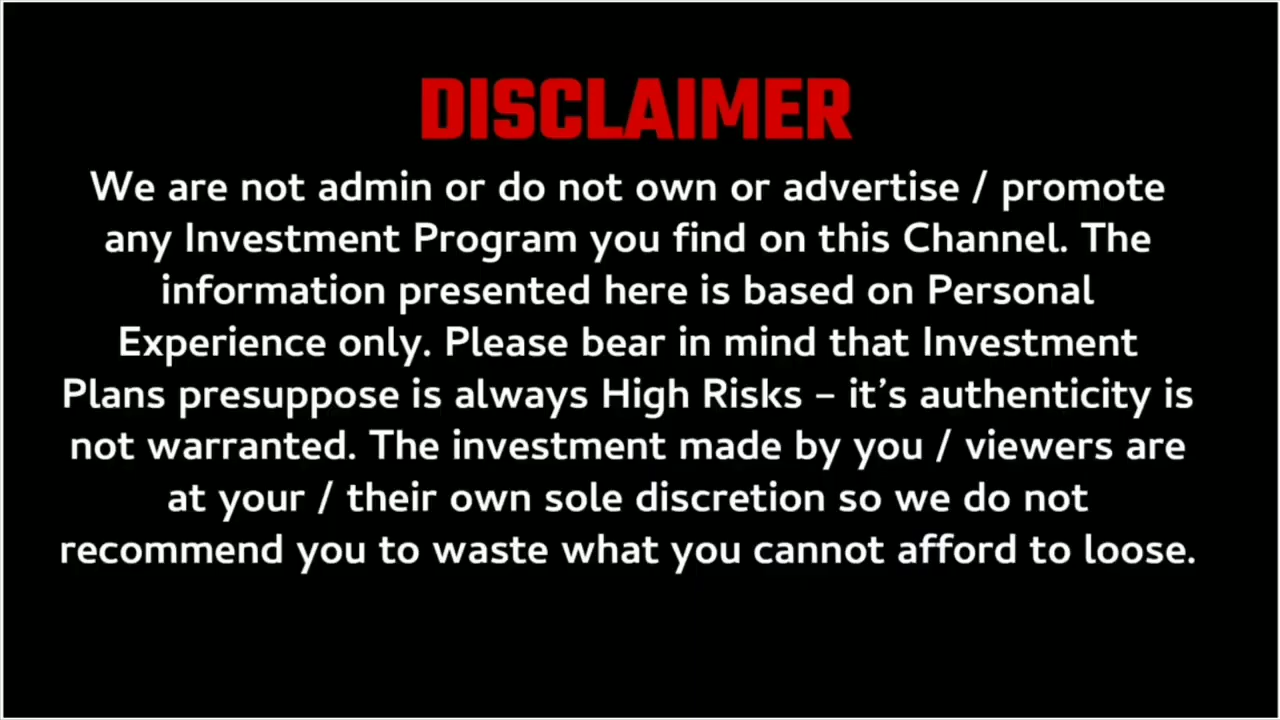 DISCLAIMER
We are not admin or do not own or advertise / promote
any Investment Program you find on this Channel. The
information presented here is based on Personal
Experience only. Please bear in mind that Investment
Plans presuppose is always High Risks – it’s authenticity is
not warranted. The investment made by you / viewers are
at your / their own sole discretion so we do not
recommend you to waste what you cannot afford to loose.